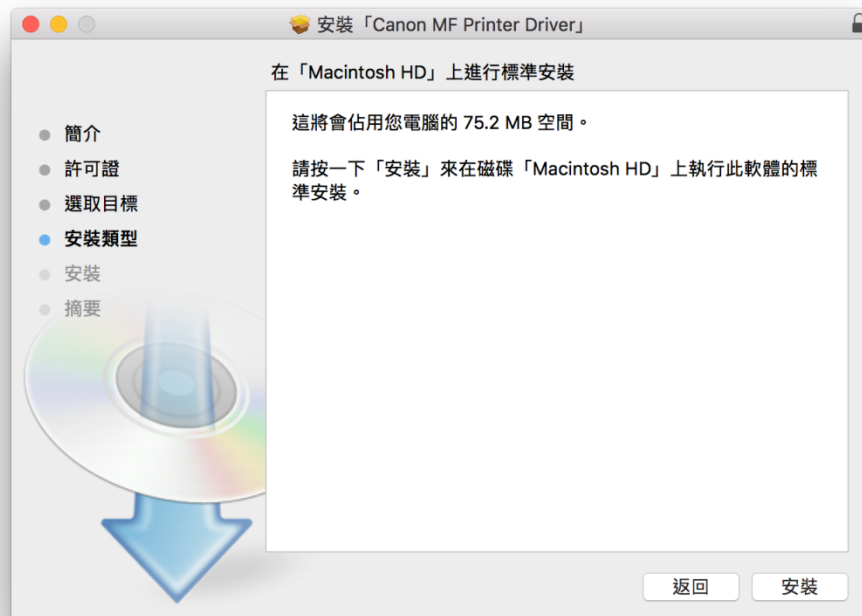 安裝「Canon MF Printer Driver」
在「Macintosh HD」上進行標準安裝
簡介
許可證
選取目標
安裝類型
安裝
摘要
這將會佔用您電腦的 75.2 MB 空間。
請按一下「安裝」來在磁碟「Macintosh HD」上執行此軟體的標
準安裝。
返回
安裝